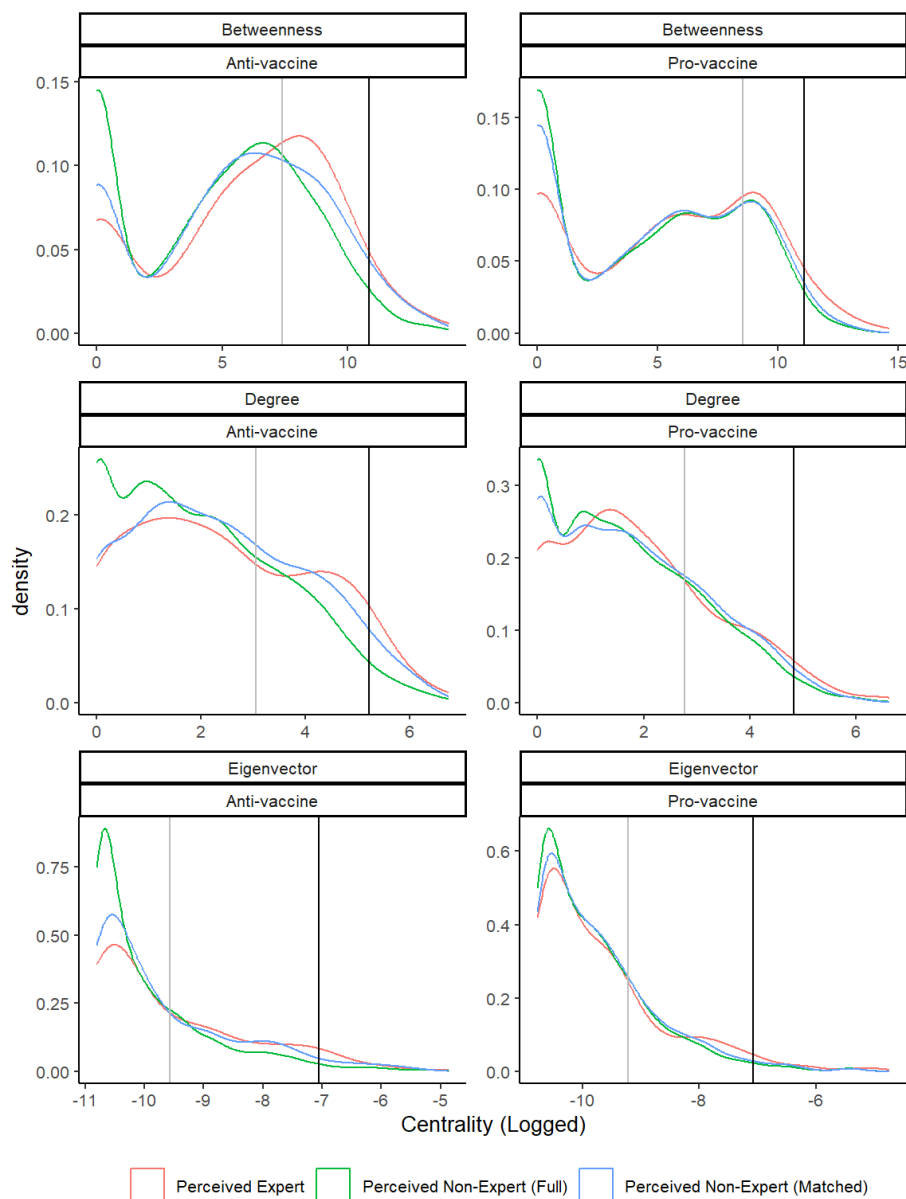 Betweenness
Anti-vaccine
0.15
0.10
0.05
0.00
0 5 10
Betweenness
Pro-vaccine
0.15
0.10
0.05
0.00
0 5 10 15
Degree
Anti-vaccine
0.2
0.1
0.0
0 2 4 6
Degree
Pro-vaccine
0.3
0.2
0.1
0.0
0 2 4 6
Eigenvector
Anti-vaccine
0.75
0.50
0.25
0.00
-11 -10 -9 -8 -7 -6 -5
Eigenvector
Pro-vaccine
0.6
0.4
0.2
0.0
-10 -8 -6
density
Centrality (Logged)
Perceived Expert Perceived Non-Expert (Full) Perceived Non-Expert (Matched)